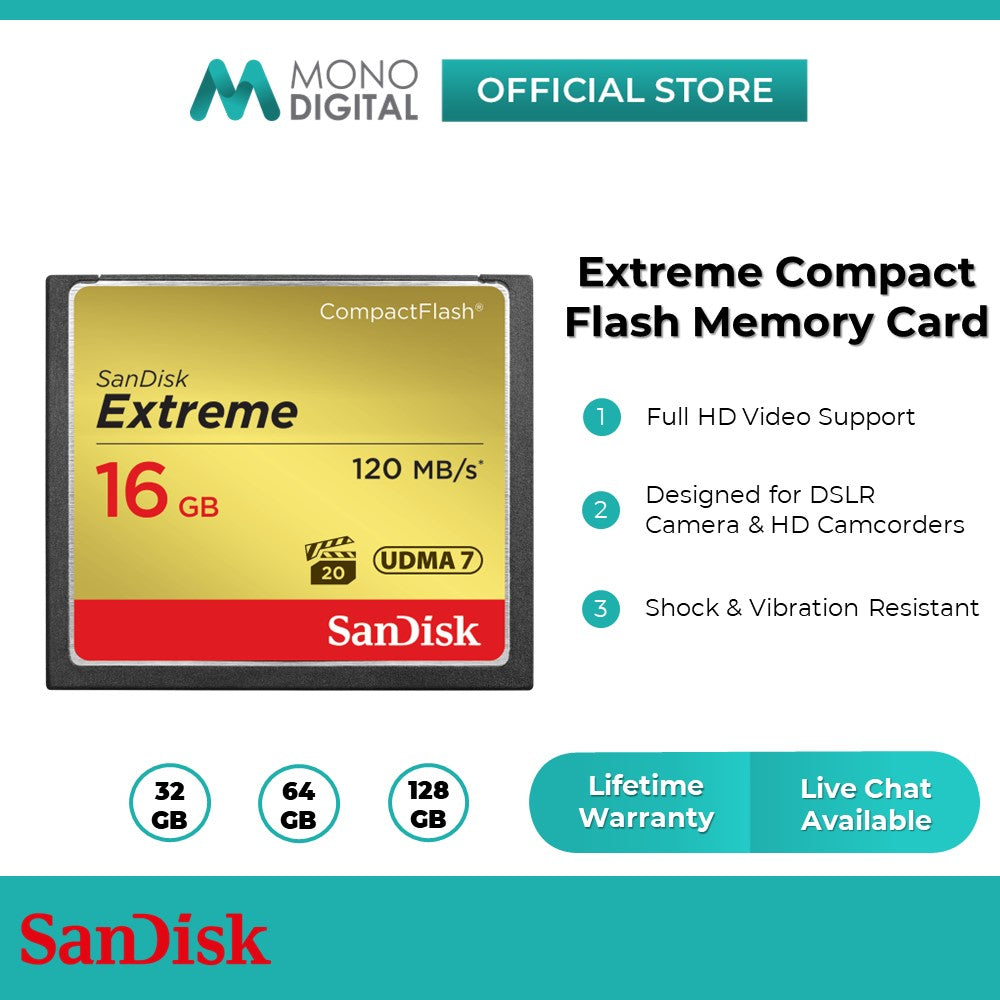 MONO
DIGITAL
OFFICIAL STORE
Extreme Compact
Flash Memory Card
CompactFlash®
SanDisk
Extreme
16 GB
120 MB/s*
20
UDMA 7
SanDisk
1 Full HD Video Support
2 Designed for DSLR
Camera & HD Camcorders
3 Shock & Vibration Resistant
32
GB
64
GB
128
GB
Lifetime
Warranty
Live Chat
Available
SanDisk